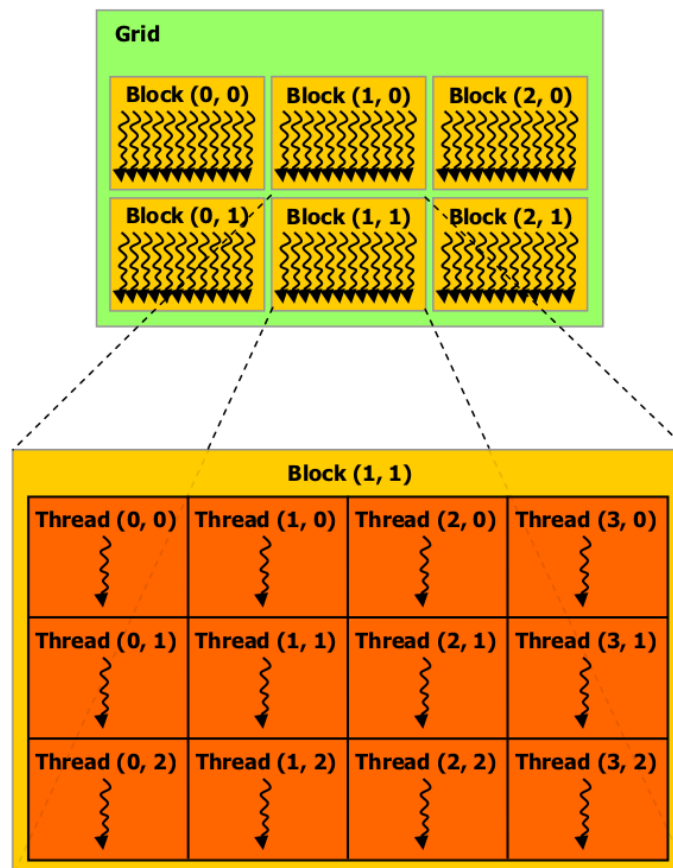 Grid
Block (0, 0) Block (1, 0) Block (2, 0)
Block (0, 1) Block (1, 1) Block (2, 1)
Block (1, 1)
Thread (0, 0) Thread (1, 0) Thread (2, 0) Thread (3, 0)
Thread (0, 1) Thread (1, 1) Thread (2, 1) Thread (3, 1)
Thread (0, 2) Thread (1, 2) Thread (2, 2) Thread (3, 2)